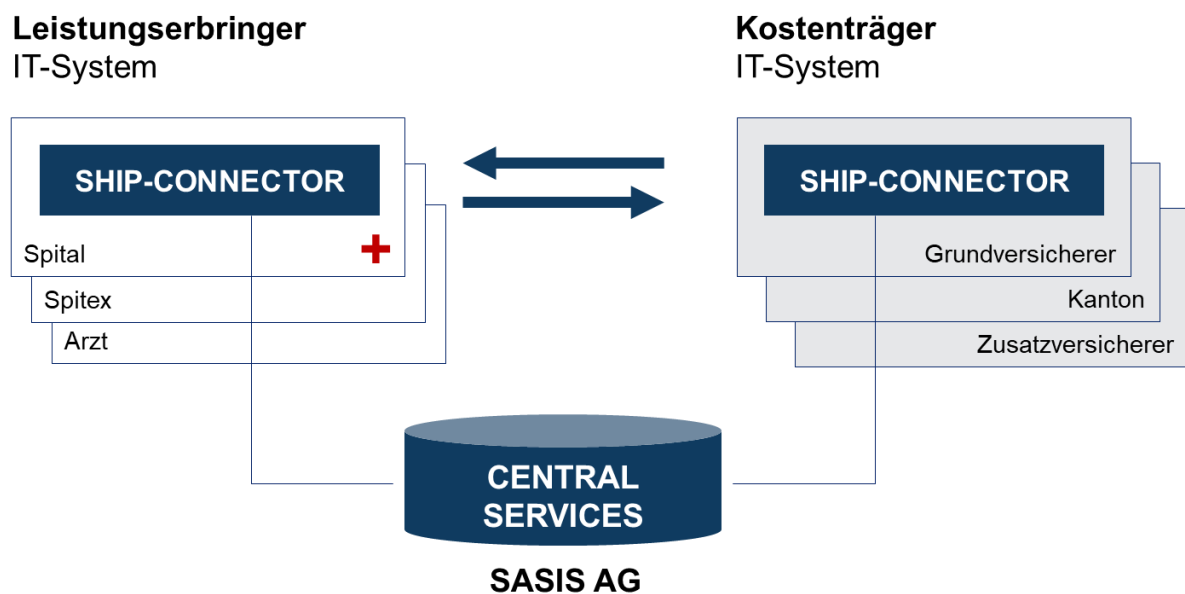 Leistungserbringer
IT-System
SHIP-CONNECTOR
Spital
Spitex
Arzt
Kostenträger
IT-System
SHIP-CONNECTOR
Grundversicherer
Kanton
Zusatzversicherer
CENTRAL
SERVICES
SASIS AG